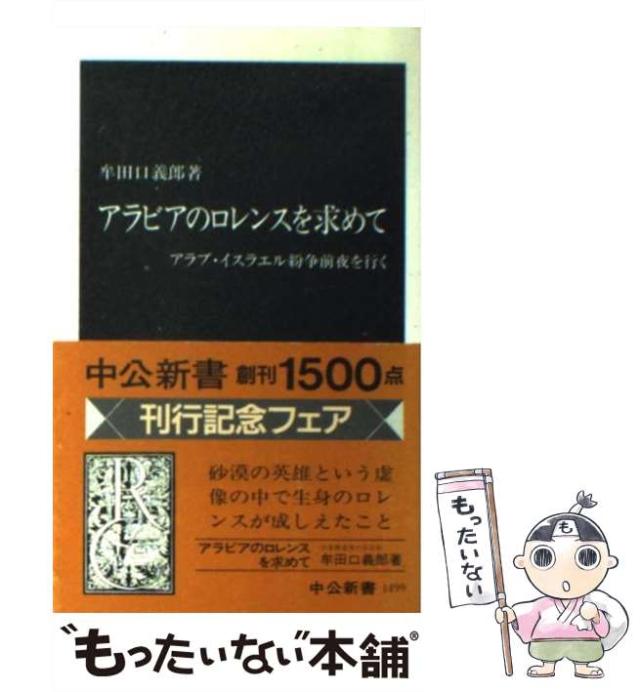 牟田口義郎著
アラビアのロレンスを求めて
アラブ・イスラエル紛争前夜を行く
中公新書 創刊1500点
刊行記念フェア
砂漠の英雄という虚
像の中で生身のロレ
ンスが成しえたこと
アラビアのロレンス
を求めて
牟田口義郎著
中公新書 1499
"もったいない"本舗®
もったいない
も